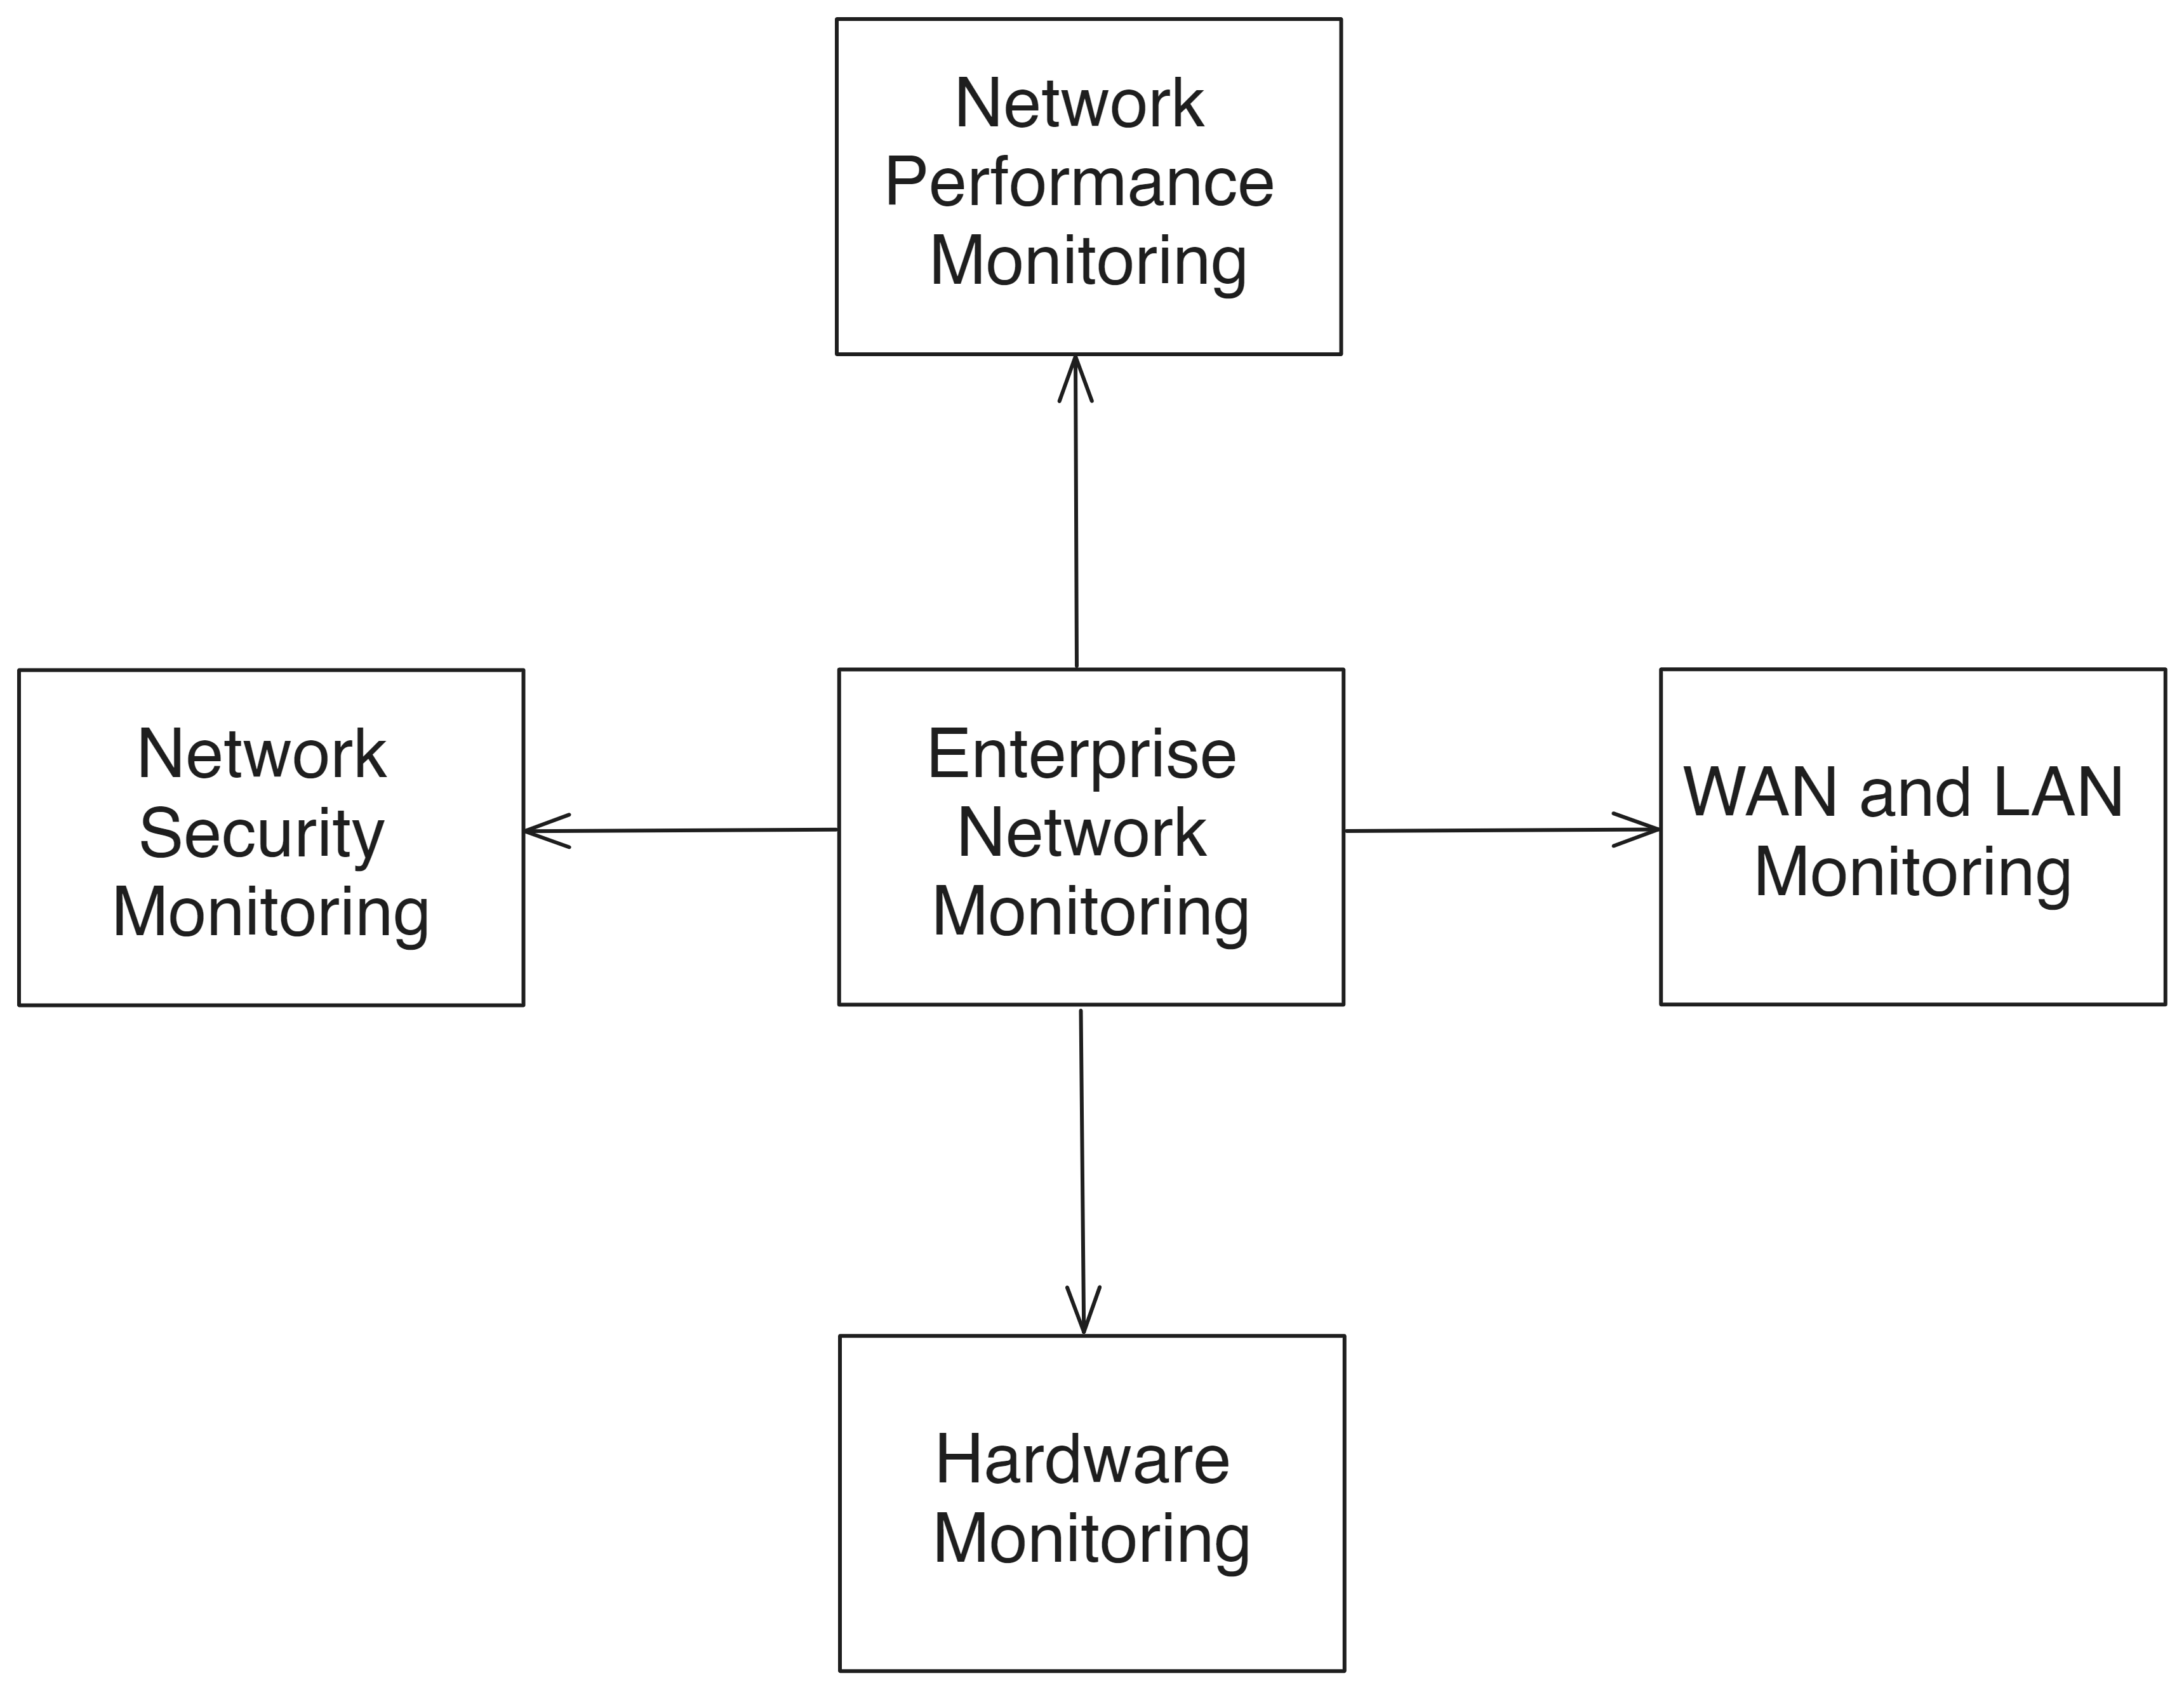 Network
Performance
Monitoring
Network
Security
Monitoring
Enterprise
Network
Monitoring
WAN and LAN
Monitoring
Hardware
Monitoring